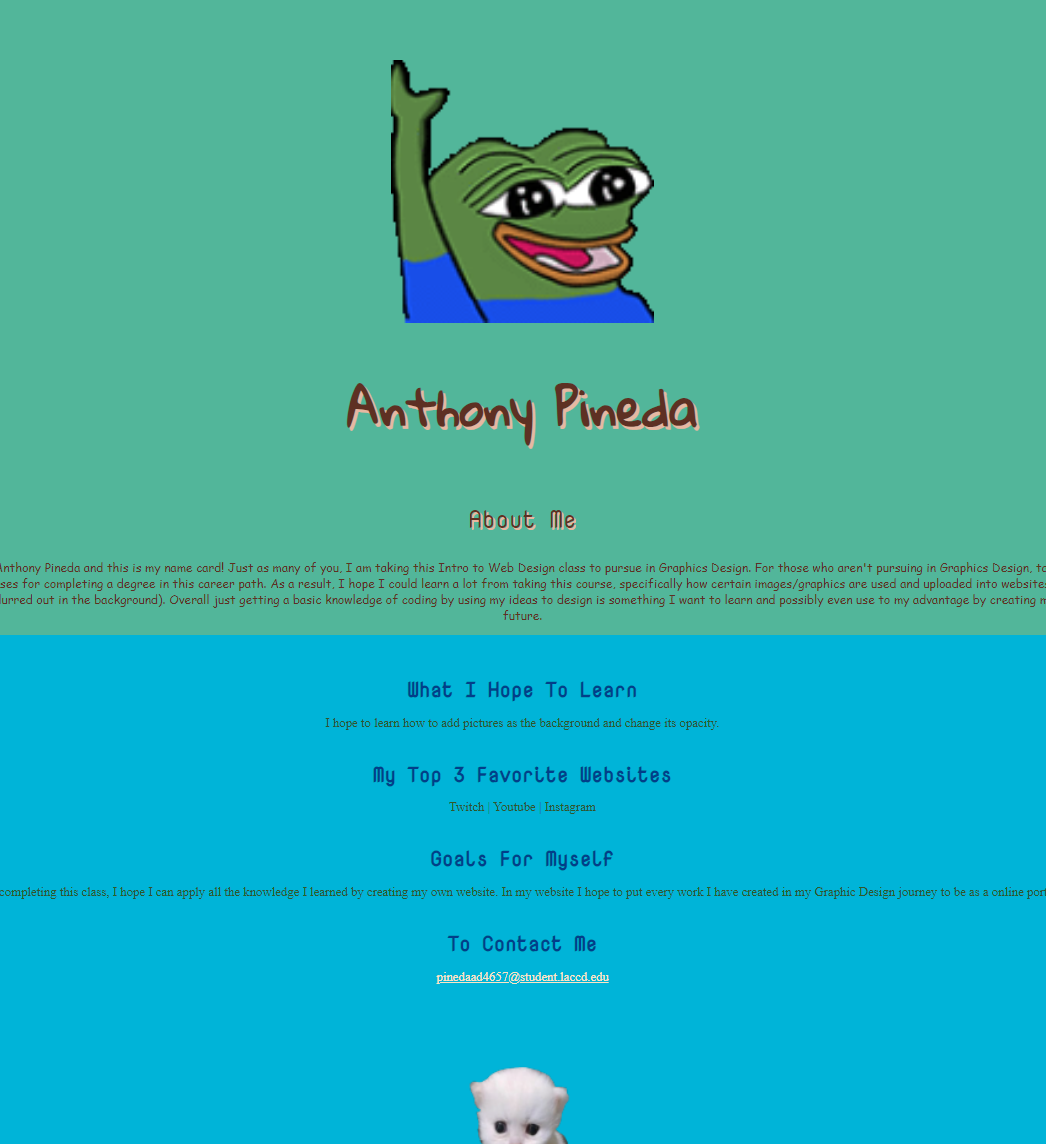 Anthony Pineda
About Me
Anthony Pineda and this is my name card! Just as many of you, I am taking this Intro to Web Design class to pursue in Graphics Design. For those who aren't pursuing in Graphics Design,
for completing a degree in this career path. As a result, I hope I could learn a lot from taking this course, specifically how certain images/graphics are used and uploaded into websites
out in the background). Overall just getting a basic knowledge of coding by using my ideas to design is something I want to learn and possibly even use to my advantage by creating
future.
What I Hope To Learn
I hope to learn how to add pictures as the background and change its opacity.
My Top 3 Favorite Websites
Twitch | Youtube | Instagram
Goals For Myself
completing this class, I hope I can apply all the knowledge I learned by creating my own website. In my website I hope to put every work I have created in my Graphic Design journey to be as a online
To Contact Me
pinedaad4657@student.laccd.edu